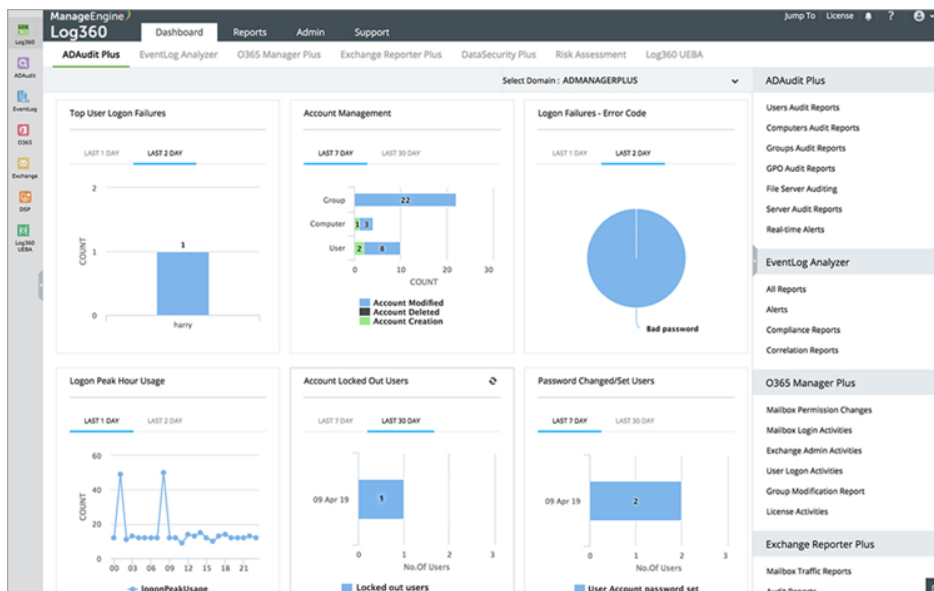 ManageEngine
Log360
Dashboard
Reports
Admin
Support
Jump To
License
?
ADAudit Plus
EventLog Analyzer
O365 Manager Plus
Exchange Reporter Plus
DataSecurity Plus
Risk Assessment
Log360 UEBA
Log360
ADAudit
EventLog
O365
Exchange
DSP
Log360
UEBA
Select Domain : ADMANAGERPLUS
Top User Logon Failures
LAST 1 DAY
LAST 2 DAY
2
1
0
COUNT
1
harry
Account Management
LAST 7 DAY
LAST 30 DAY
Group
22
Computer
1
3
User
2
8
0
10
20
30
COUNT
Account Modified
Account Deleted
Account Creation
Logon Failures - Error Code
LAST 1 DAY
LAST 2 DAY
Bad password
Logon Peak Hour Usage
LAST 1 DAY
LAST 2 DAY
60
40
20
0
COUNT
00
03
06
09
12
15
18
21
logonPeakUsage
Account Locked Out Users
LAST 7 DAY
LAST 30 DAY
09 Apr 19
1
0
1
2
3
No.Of Users
Locked out users
Password Changed/Set Users
LAST 7 DAY
LAST 30 DAY
09 Apr 19
2
0
1
2
3
No.Of Users
User Account password set
ADAudit Plus
Users Audit Reports
Computers Audit Reports
Groups Audit Reports
GPO Audit Reports
File Server Auditing
Server Audit Reports
Real-time Alerts
EventLog Analyzer
All Reports
Alerts
Compliance Reports
Correlation Reports
O365 Manager Plus
Mailbox Permission Changes
Mailbox Login Activities
Exchange Admin Activities
User Logon Activities
Group Modification Report
License Activities
Exchange Reporter Plus
Mailbox Traffic Reports
Audit Reports